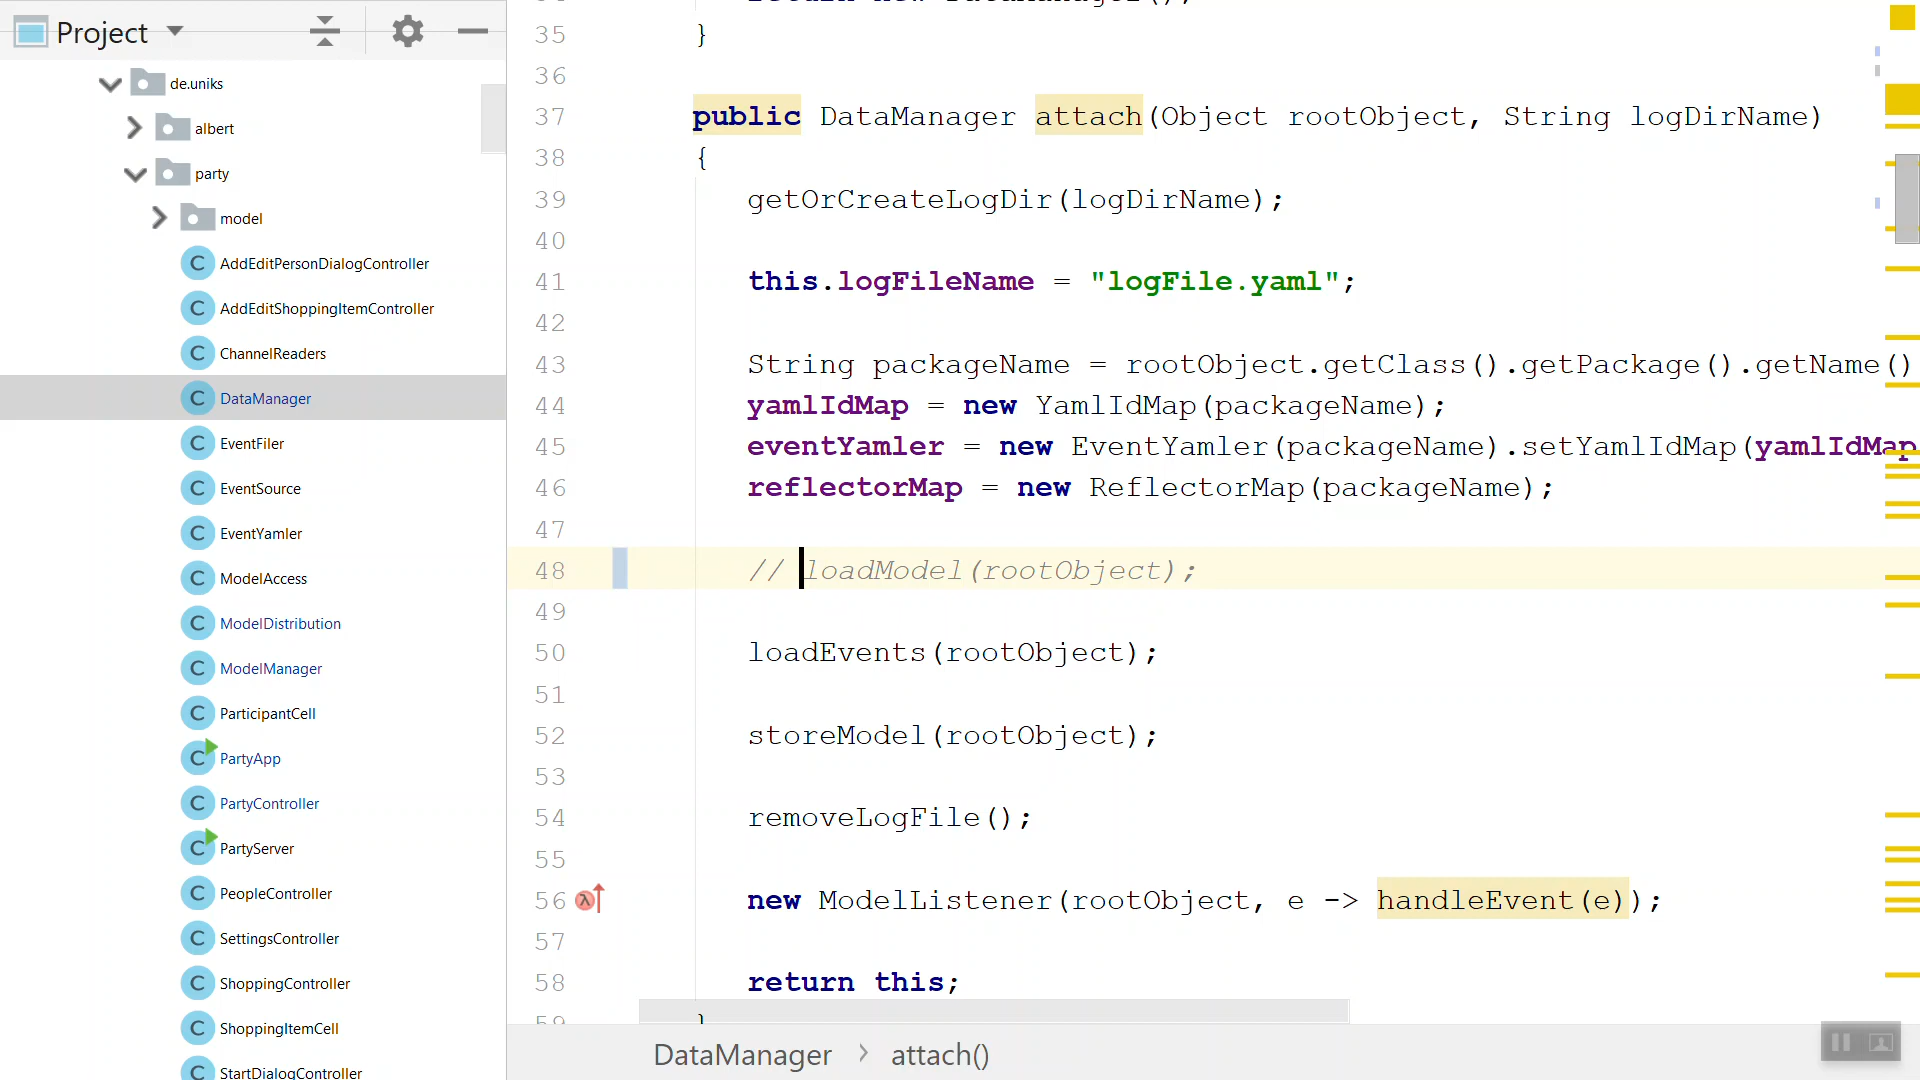 Project
de.uniks
albert
party
model
C AddEditPersonDialogController
C AddEditShoppingItemController
C ChannelReaders
C DataManager
C EventFiler
C EventSource
C EventYamler
C ModelAccess
C ModelDistribution
C ModelManager
C ParticipantCell
C PartyApp
C PartyController
C PartyServer
C PeopleController
C SettingsController
C ShoppingController
C ShoppingItemCell
C StartDialogController
return new DataManager();
35 }
36
37 public DataManager attach(Object rootObject, String logDirName)
38 {
39 getOrCreateLogDir(logDirName);
40
41 this.logFileName = "logFile.yaml";
42
43 String packageName = rootObject.getClass().getPackage().getName()
44 yamlIdMap = new YamlIdMap(packageName);
45 eventYamler = new EventYamler(packageName).setYamlIdMap(yamlIdMap
46 reflectorMap = new ReflectorMap(packageName);
47
48 // loadModel(rootObject);
49
50 loadEvents(rootObject);
51
52 storeModel(rootObject);
53
54 removeLogFile();
55
56 new ModelListener(rootObject, e -> handleEvent(e));
57
58 return this;
59 }
DataManager > attach()